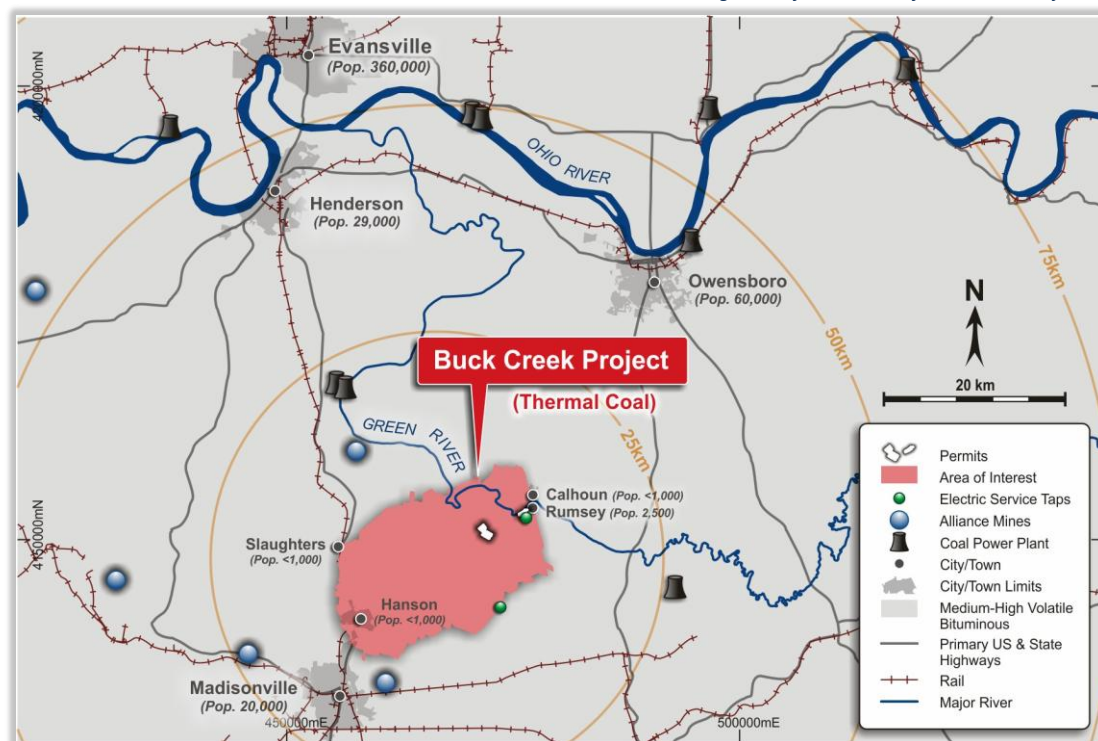 Evansville
(Pop. 360,000)
OHIO RIVER
Henderson
(Pop. 29,000)
Owensboro
(Pop. 60,000)
75km
50km
25km
N
20 km
Buck Creek Project
(Thermal Coal)
GREEN RIVER
Calhoun (Pop. <1,000)
Rumsey (Pop. 2,500)
Slaughters
(Pop. <1,000)
Hanson
(Pop. <1,000)
Madisonville
(Pop. 20,000)
450000mE
500000mE
Permits
Area of Interest
Electric Service Taps
Alliance Mines
Coal Power Plant
City/Town
City/Town Limits
Medium-High Volatile
Bituminous
Primary US & State
Highways
Rail
Major River